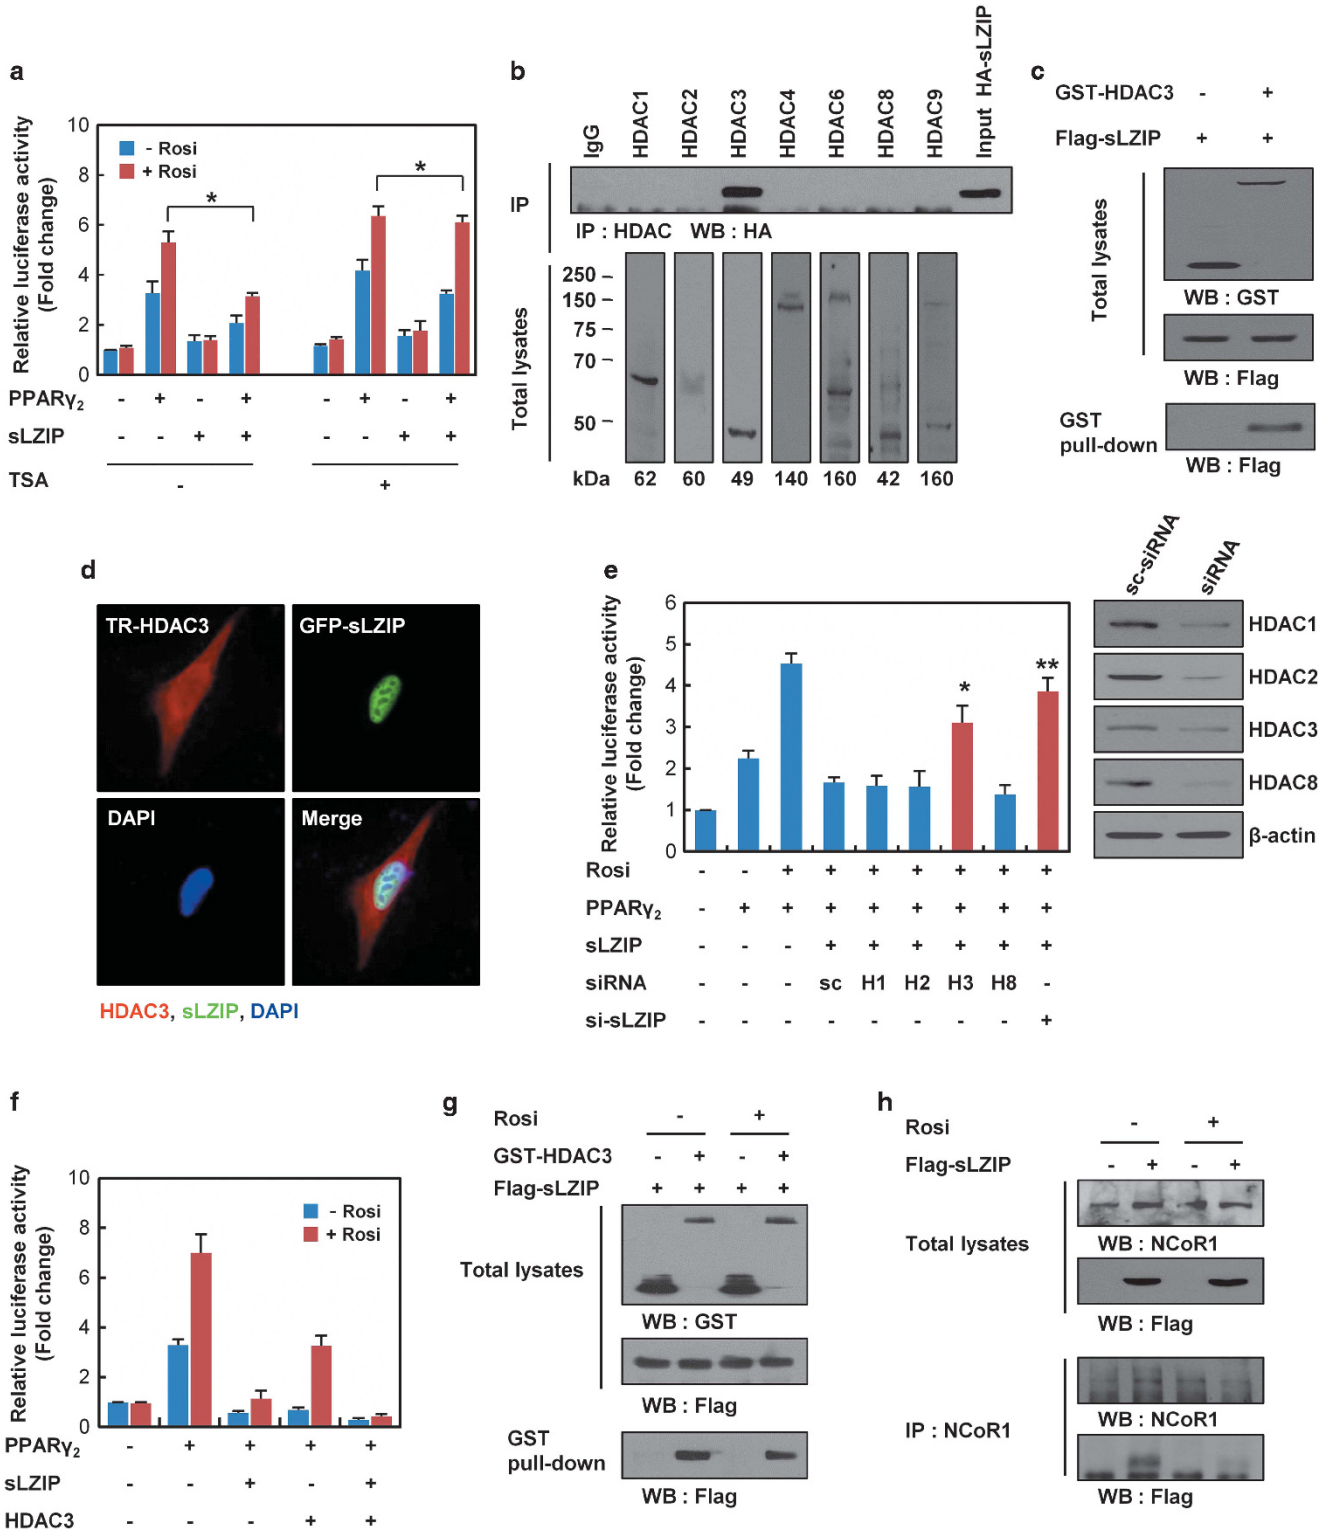 a
Relative luciferase activity
(Fold change)
10
8
6
4
2
0
- Rosi
+ Rosi
*
*
PPARγ2 - + - + - + - +
sLZIP - - + + - - + +
TSA - +
b
IgG
HDAC1
HDAC2
HDAC3
HDAC4
HDAC6
HDAC8
HDAC9
Input HA-sLZIP
IP
IP : HDAC WB : HA
Total lysates
250
150
75
70
50
kDa 62 60 49 140 160 42 160
c
GST-HDAC3 - +
Flag-sLZIP + +
Total lysates
WB : GST
WB : Flag
GST
pull-down
WB : Flag
d
TR-HDAC3
GFP-sLZIP
DAPI
Merge
HDAC3, sLZIP, DAPI
e
Relative luciferase activity
(Fold change)
6
5
4
3
2
1
0
*
**
Rosi - - + + + + + + +
PPARγ2 - + + + + + + + +
sLZIP - - - + + + + + +
siRNA - - - sc H1 H2 H3 H8 -
si-sLZIP - - - - - - - - +
sc-siRNA
siRNA
HDAC1
HDAC2
HDAC3
HDAC8
β-actin
f
Relative luciferase activity
(Fold change)
10
8
6
4
2
0
- Rosi
+ Rosi
PPARγ2 - + + + +
sLZIP - - + - +
HDAC3 - - - + +
g
Rosi - +
GST-HDAC3 - + - +
Flag-sLZIP + + + +
Total lysates
WB : GST
WB : Flag
GST
pull-down
WB : Flag
h
Rosi - +
Flag-sLZIP - + - +
Total lysates
WB : NCoR1
WB : Flag
IP : NCoR1
WB : NCoR1
WB : Flag